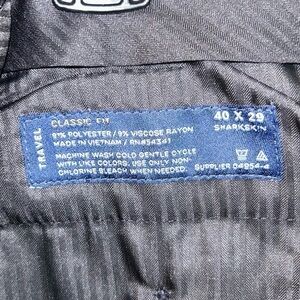 TRAVEL
CLASSIC FIT
91% POLYESTER / 9% VISCOSE RAYON
MADE IN VIETNAM / RN#54341
MACHINE WASH COLD GENTLE CYCLE
WITH LIKE COLORS. USE ONLY NON-
CHLORINE BLEACH WHEN NEEDED.
40 X 29
SHARKSKIN
SUPPLIER 04954-4